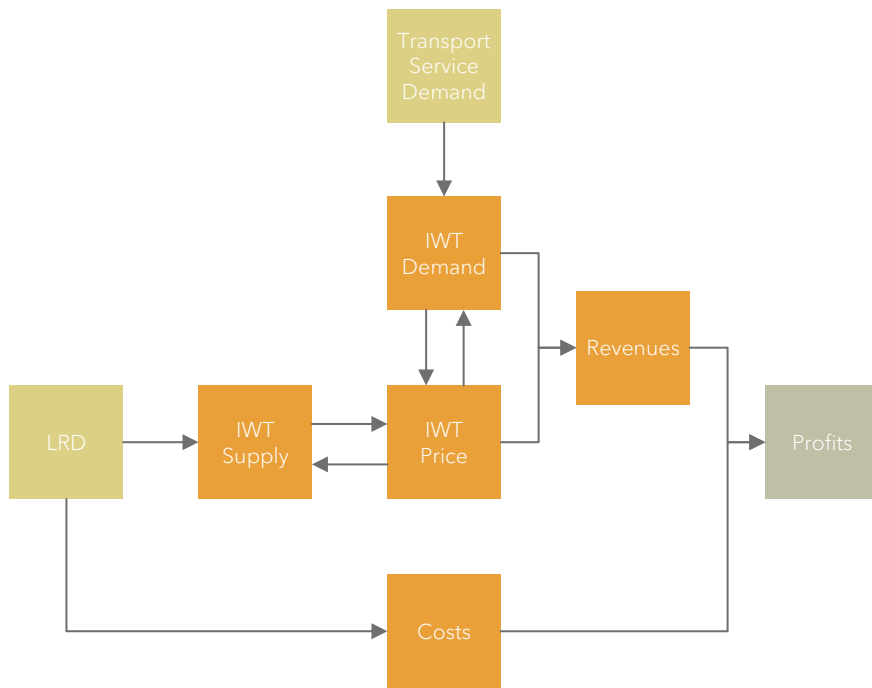 Transport
Service
Demand
IWT
Demand
Revenues
LRD
IWT
Supply
IWT
Price
Profits
Costs